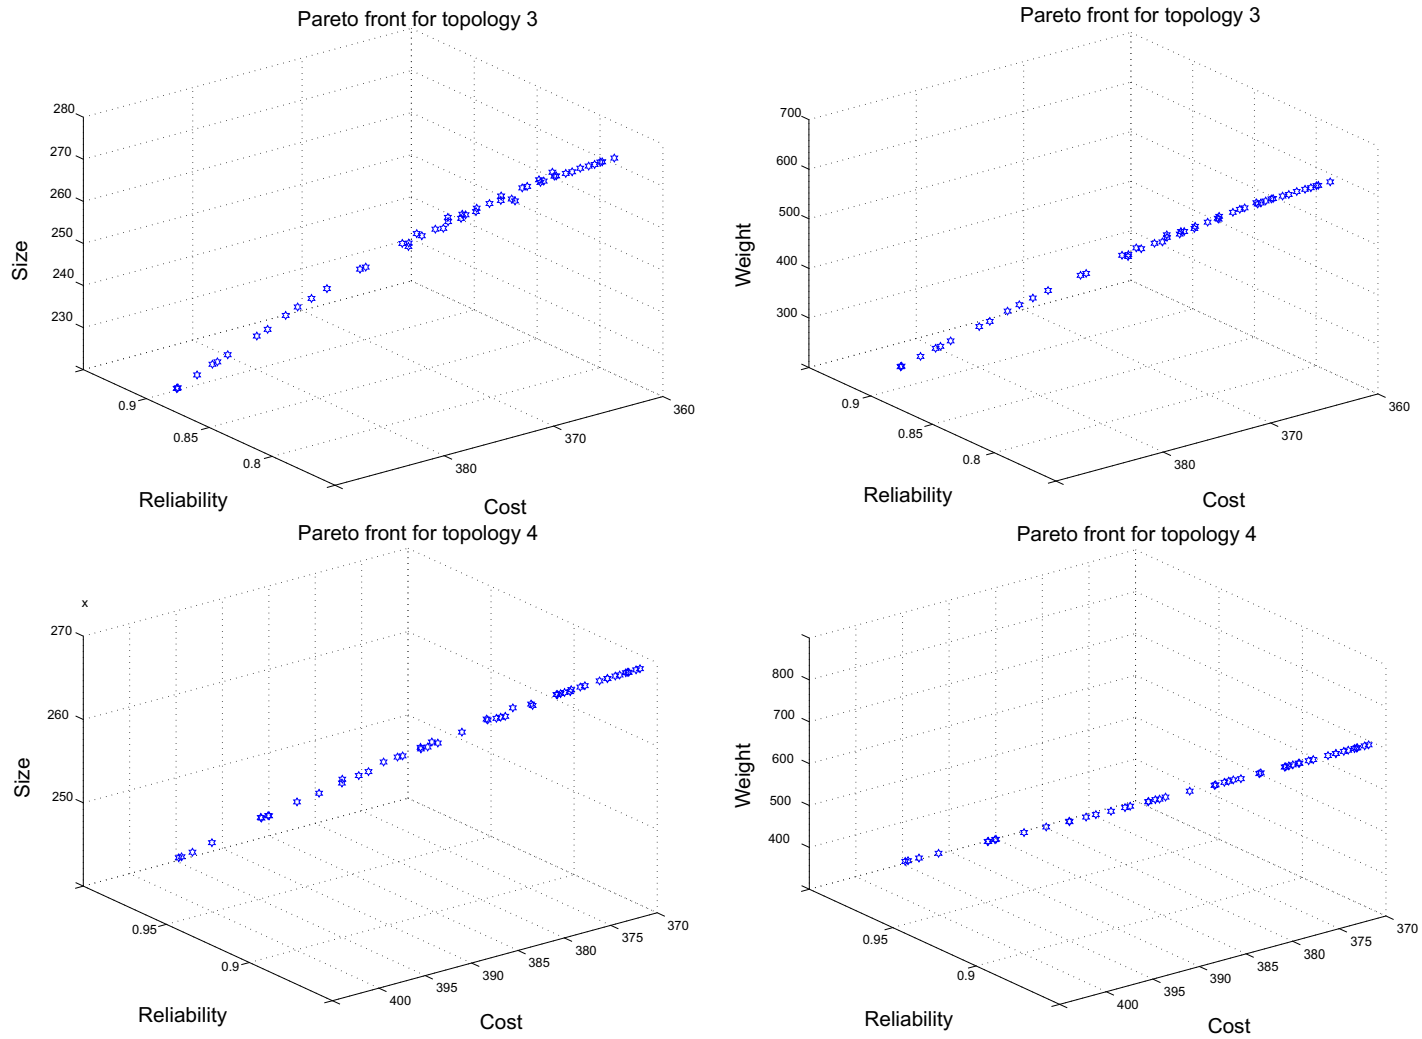 Pareto front for topology 3
280
270
260
250
240
230
Size
0.9
0.85
0.8
Reliability
380
370
360
Cost
Pareto front for topology 3
700
600
500
400
300
Weight
0.9
0.85
0.8
Reliability
380
370
360
Cost
Pareto front for topology 4
x
270
260
250
Size
0.95
0.9
Reliability
400
395
390
385
380
375
370
Cost
Pareto front for topology 4
800
700
600
500
400
Weight
0.95
0.9
Reliability
400
395
390
385
380
375
370
Cost